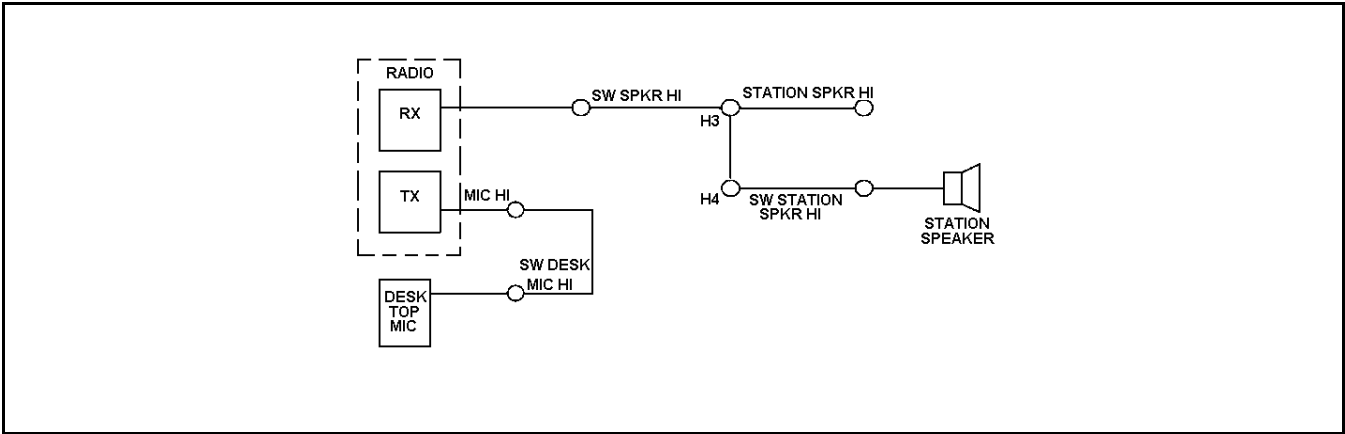 RADIO
RX
SW SPKR HI
STATION SPKR HI
H3
TX
MIC HI
H4
SW STATION
SPKR HI
STATION
SPEAKER
SW DESK
MIC HI
DESK
TOP
MIC